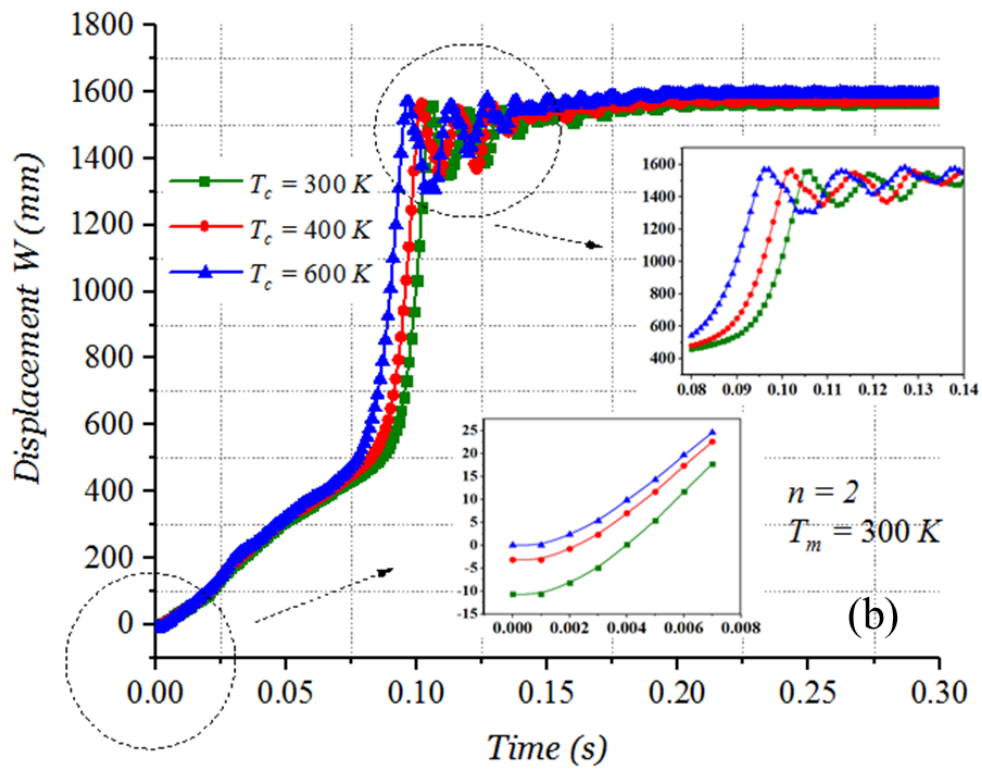 1800
1600
1400
1200
1000
800
600
400
200
0
Displacement W (mm)
T_c = 300 K
T_c = 400 K
T_c = 600 K
1600
1400
1200
1000
800
600
400
0.08 0.09 0.10 0.11 0.12 0.13 0.14
25
20
15
10
5
0
-5
-10
-15
0.000 0.002 0.004 0.006 0.008
n = 2
T_m = 300 K
(b)
0.00 0.05 0.10 0.15 0.20 0.25 0.30
Time (s)